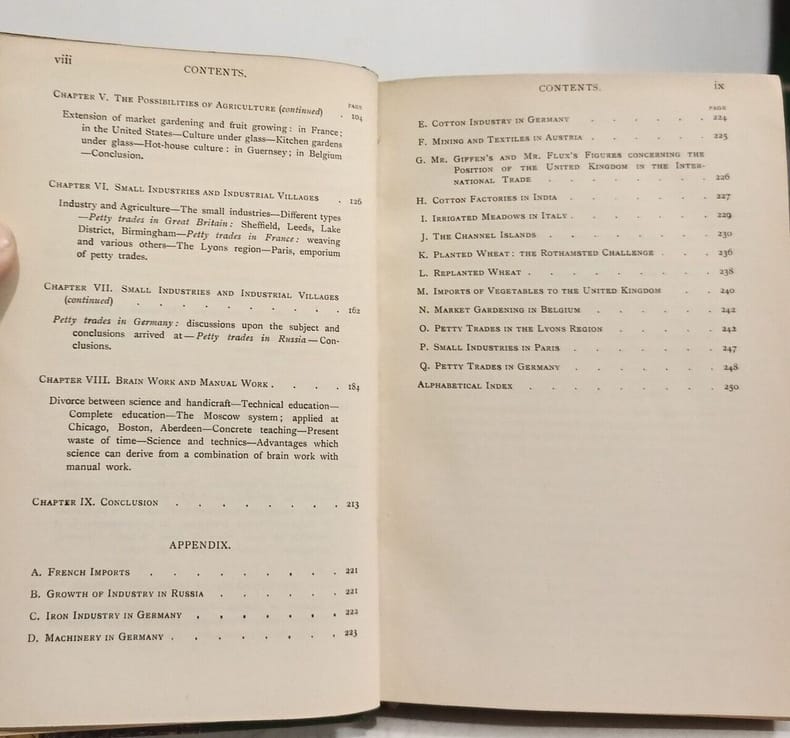 viii
CONTENTS.
PAGE
CHAPTER V. THE POSSIBILITIES OF AGRICULTURE (continued) . 104
Extension of market gardening and fruit growing: in France;
in the United States—Culture under glass—Kitchen gardens
under glass—Hot-house culture: in Guernsey; in Belgium
—Conclusion.
CHAPTER VI. SMALL INDUSTRIES AND INDUSTRIAL VILLAGES . 126
Industry and Agriculture—The small industries—Different types
—Petty trades in Great Britain: Sheffield, Leeds, Lake
District, Birmingham—Petty trades in France: weaving
and various others—The Lyons region—Paris, emporium
of petty trades.
CHAPTER VII. SMALL INDUSTRIES AND INDUSTRIAL VILLAGES
(continued) . . . . . . . . . 162
Petty trades in Germany: discussions upon the subject and
conclusions arrived at—Petty trades in Russia—Con-
clusions.
CHAPTER VIII. BRAIN WORK AND MANUAL WORK . . . . 184
Divorce between science and handicraft—Technical education—
Complete education—The Moscow system; applied at
Chicago, Boston, Aberdeen—Concrete teaching—Present
waste of time—Science and technics—Advantages which
science can derive from a combination of brain work with
manual work.
CHAPTER IX. CONCLUSION . . . . . . . . 213
APPENDIX.
A. FRENCH IMPORTS . . . . . . . . . 221
B. GROWTH OF INDUSTRY IN RUSSIA . . . . . . 221
C. IRON INDUSTRY IN GERMANY . . . . . . . 222
D. MACHINERY IN GERMANY . . . . . . . . 223
CONTENTS.
ix
PAGE
E. COTTON INDUSTRY IN GERMANY . . . . . 224
F. MINING AND TEXTILES IN AUSTRIA . . . . . 225
G. MR. GIFFEN'S AND MR. FLUX'S FIGURES CONCERNING THE
POSITION OF THE UNITED KINGDOM IN THE INTER-
NATIONAL TRADE . . . . . . . 226
H. COTTON FACTORIES IN INDIA . . . . . . 227
I. IRRIGATED MEADOWS IN ITALY . . . . . . 229
J. THE CHANNEL ISLANDS . . . . . . . 230
K. PLANTED WHEAT: THE ROTHAMSTED CHALLENGE . . . 236
L. REPLANTED WHEAT . . . . . . . . 238
M. IMPORTS OF VEGETABLES TO THE UNITED KINGDOM . . 240
N. MARKET GARDENING IN BELGIUM . . . . . 242
O. PETTY TRADES IN THE LYONS REGION . . . . 242
P. SMALL INDUSTRIES IN PARIS . . . . . . 247
Q. PETTY TRADES IN GERMANY . . . . . . 248
ALPHABETICAL INDEX . . . . . . . . 250